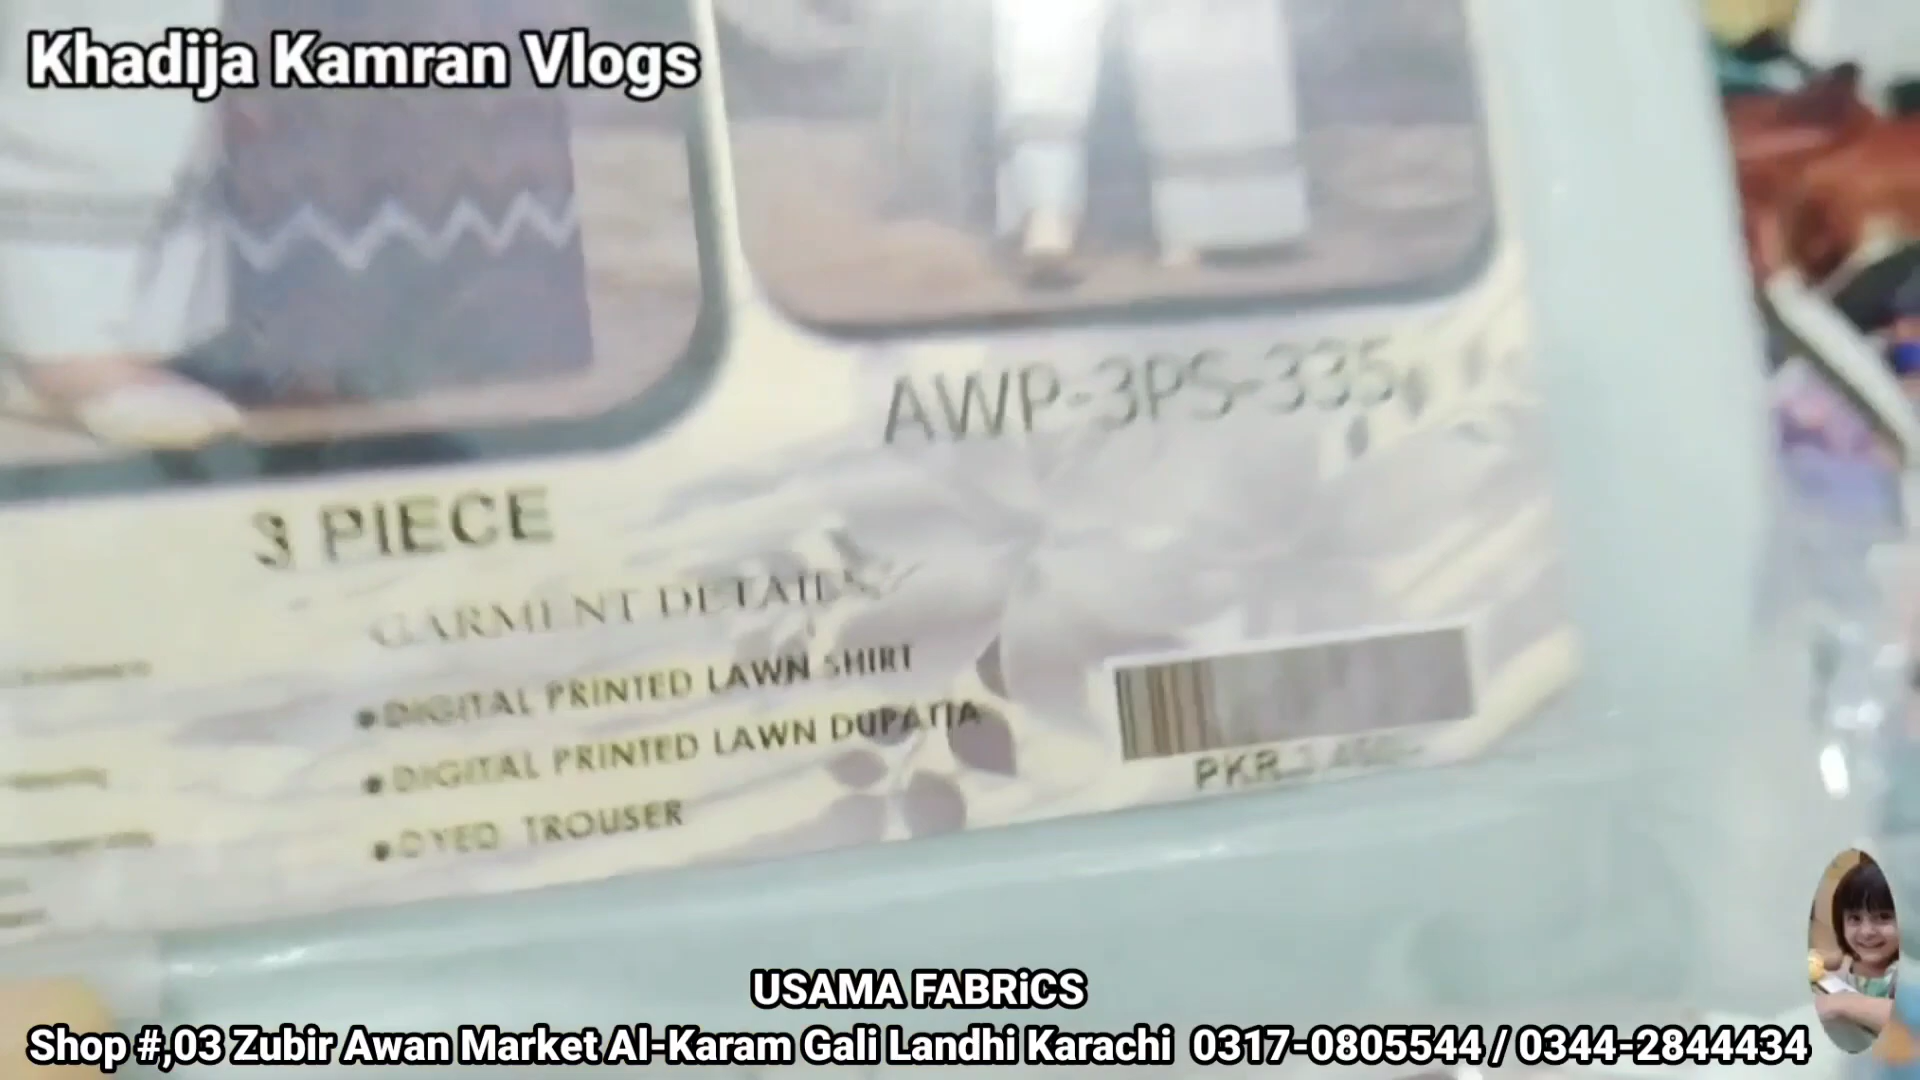 Khadija Kamran Vlogs
AWP-3PS-335
3 PIECE
GARMENT DETAILS
●DIGITAL PRINTED LAWN SHIRT
●DIGITAL PRINTED LAWN DUPATTA
●DYED TROUSER
PKR
USAMA FABRiCS
Shop #,03 Zubir Awan Market Al-Karam Gali Landhi Karachi 0317-0805544 / 0344-2844434